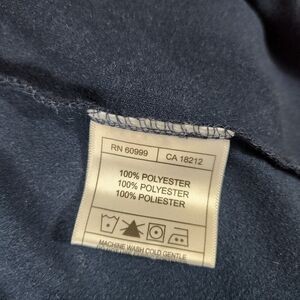 RN 60999 CA 18212
100% POLYESTER
100% POLYESTER
100% POLIESTER
MACHINE WASH COLD GENTLE